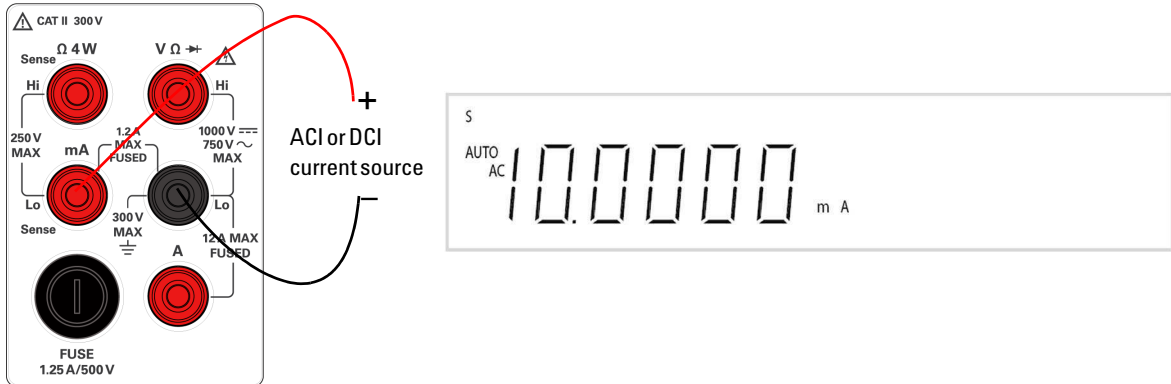 ⚠ CAT II 300 V
Ω 4 W
Sense
V Ω
Hi
Hi
250 V
MAX
1.2 A
MAX
FUSED
1000 V ⎓
750 V ~
MAX
mA
Lo
Sense
300 V
MAX
Lo
12 A MAX
FUSED
A
FUSE
1.25 A/500 V
+
ACI or DCI
current source
–
S
AUTO
AC
10.0000
m A